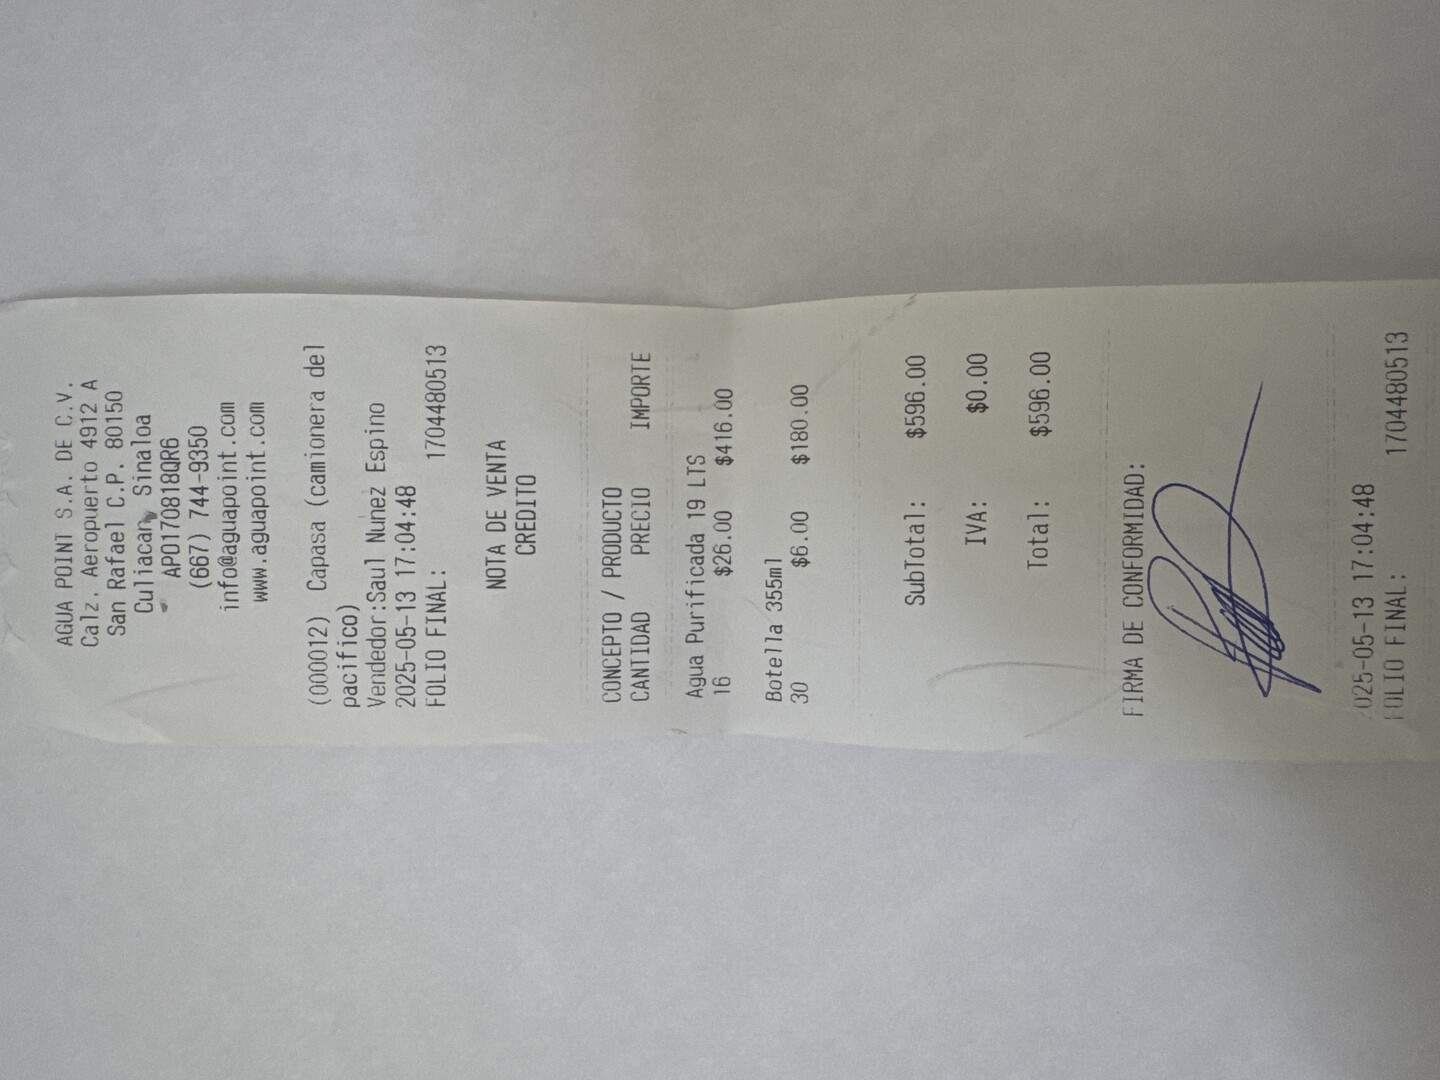 AGUA POINT S.A. DE C.V.
Calz. Aeropuerto 4912 A
San Rafael C.P. 80150
Culiacan, Sinaloa
APO170818QR6
(667) 744-9350
info@aguapoint.com
www.aguapoint.com
(000012) Capasa (camionera del
pacifico)
Vendedor:Saul Nunez Espino
2025-05-13 17:04:48
FOLIO FINAL: 1704480513
NOTA DE VENTA
CREDITO
CONCEPTO / PRODUCTO
CANTIDAD PRECIO IMPORTE
Agua Purificada 19 LTS
16 $26.00 $416.00
Botella 355ml
30 $6.00 $180.00
SubTotal: $596.00
IVA: $0.00
Total: $596.00
FIRMA DE CONFORMIDAD:
2025-05-13 17:04:48
FOLIO FINAL: 1704480513